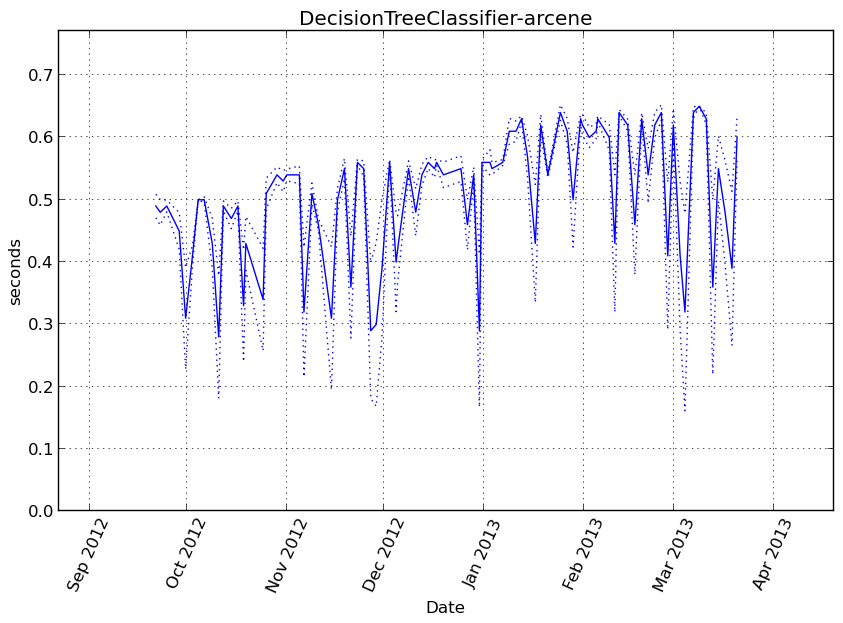 DecisionTreeClassifier-arcene
0.7
0.6
0.5
0.4
0.3
0.2
0.1
0.0
seconds
Sep 2012
Oct 2012
Nov 2012
Dec 2012
Jan 2013
Feb 2013
Mar 2013
Apr 2013
Date